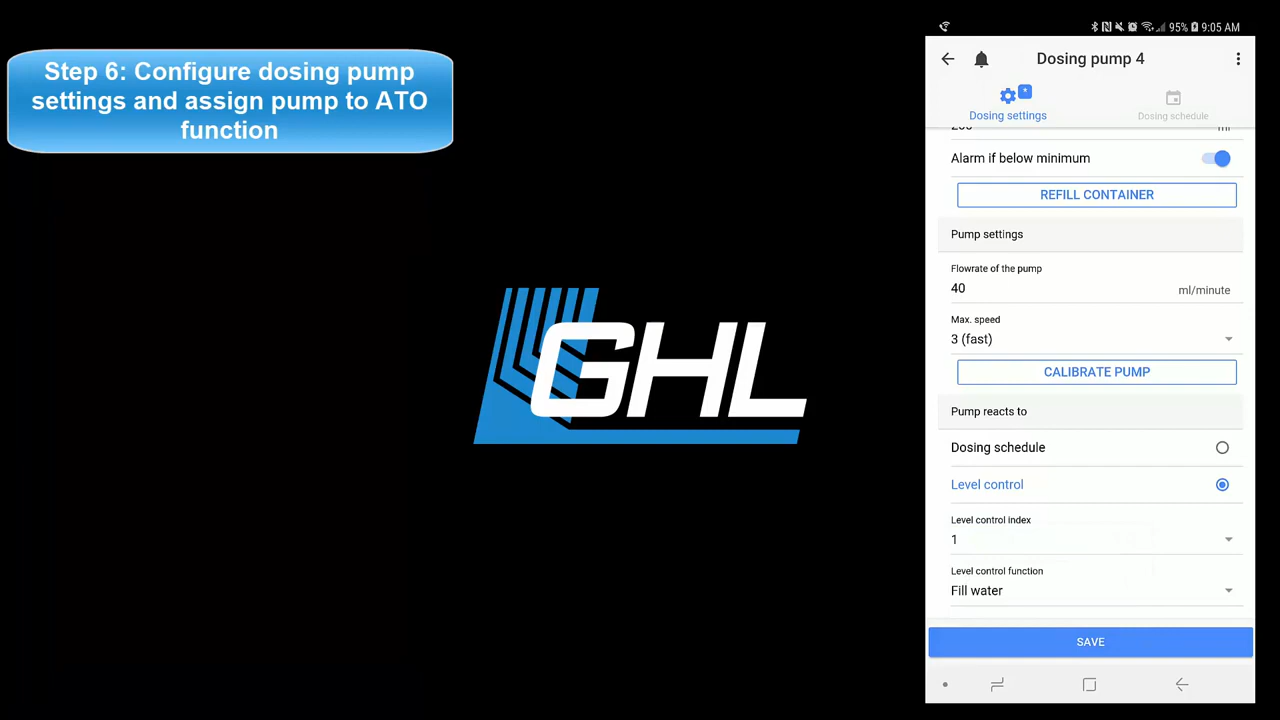 Step 6: Configure dosing pump
settings and assign pump to ATO
function
GHL
95% 9:05 AM
Dosing pump 4
Dosing settings
Dosing schedule
Alarm if below minimum
REFILL CONTAINER
Pump settings
Flowrate of the pump
40 ml/minute
Max. speed
3 (fast)
CALIBRATE PUMP
Pump reacts to
Dosing schedule
Level control
Level control index
1
Level control function
Fill water
SAVE